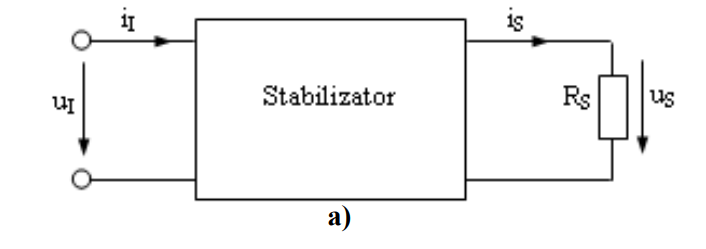 iI iS
uI Stabilizator RS uS
a)